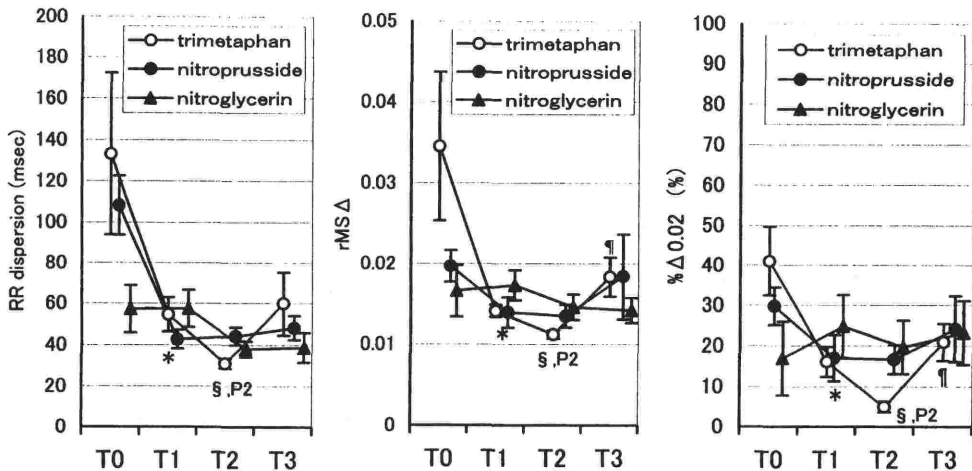 RR dispersion (msec)
200
180
160
140
120
100
80
60
40
20
0
trimetaphan
nitroprusside
nitroglycerin
*
§,P2
T0 T1 T2 T3
rMS Δ
0.05
0.04
0.03
0.02
0.01
0
trimetaphan
nitroprusside
nitroglycerin
¶
*
§,P2
T0 T1 T2 T3
%Δ0.02 (%)
100
90
80
70
60
50
40
30
20
10
0
trimetaphan
nitroprusside
nitroglycerin
*
¶
§,P2
T0 T1 T2 T3